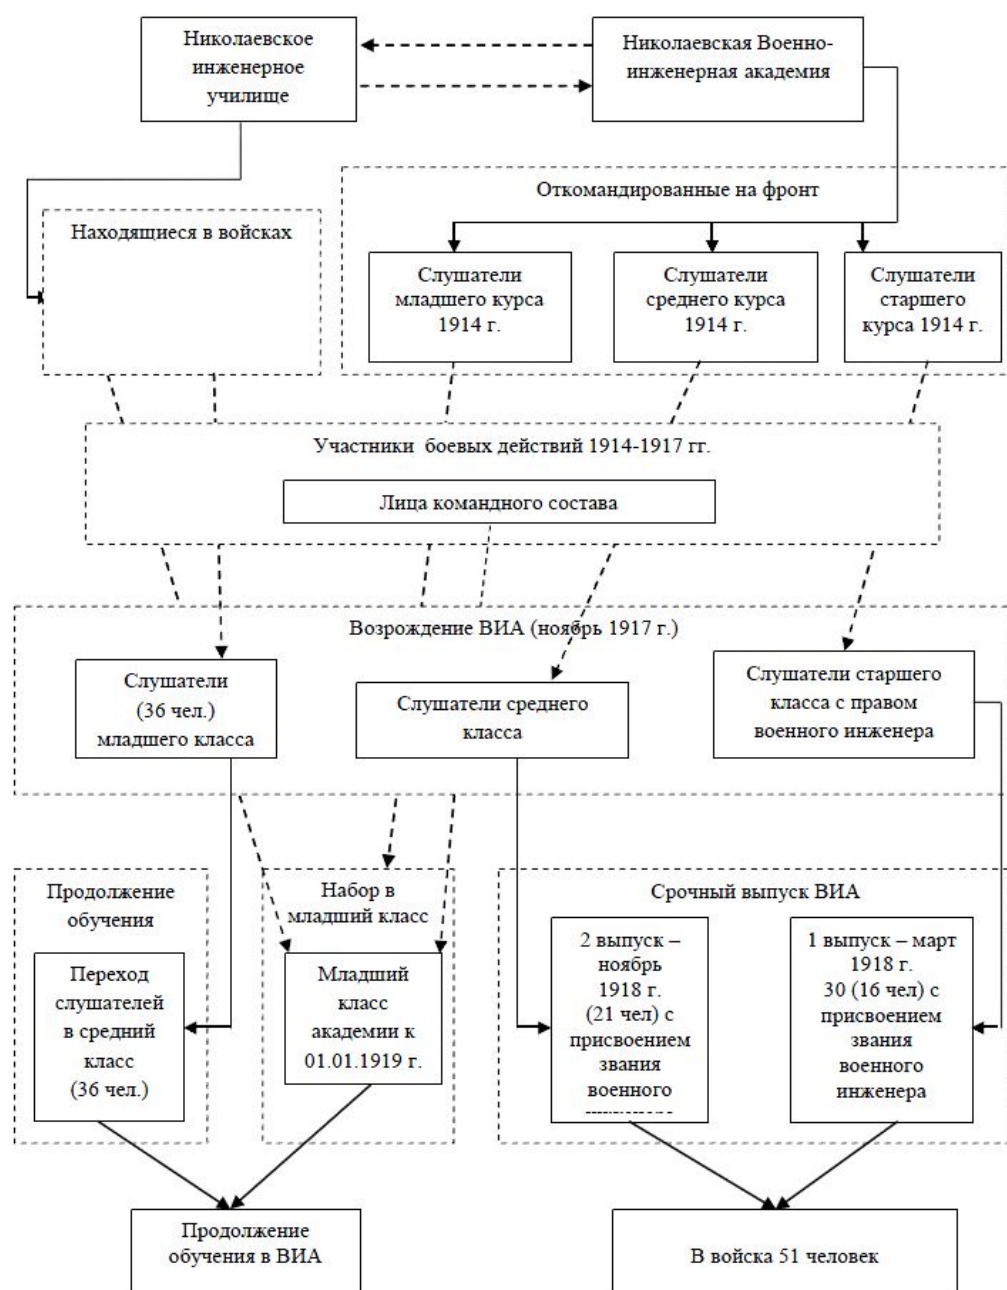 Николаевское
инженерное
училище
Николаевская Военно-
инженерная академия
Откомандированные на фронт
Находящиеся в войсках
Слушатели
младшего курса
1914 г.
Слушатели
среднего курса
1914 г.
Слушатели
старшего
курса 1914 г.
Участники боевых действий 1914-1917 гг.
Лица командного состава
Возрождение ВИА (ноябрь 1917 г.)
Слушатели
(36 чел.)
младшего класса
Слушатели среднего
класса
Слушатели старшего
класса с правом
военного инженера
Продолжение
обучения
Переход
слушателей
в средний
класс
(36 чел.)
Набор в
младший класс
Младший
класс
академии к
01.01.1919 г.
Срочный выпуск ВИА
2 выпуск –
ноябрь
1918 г.
(21 чел) с
присвоением
звания
военного
1 выпуск – март
1918 г.
30 (16 чел) с
присвоением
звания
военного
инженера
Продолжение
обучения в ВИА
В войска 51 человек